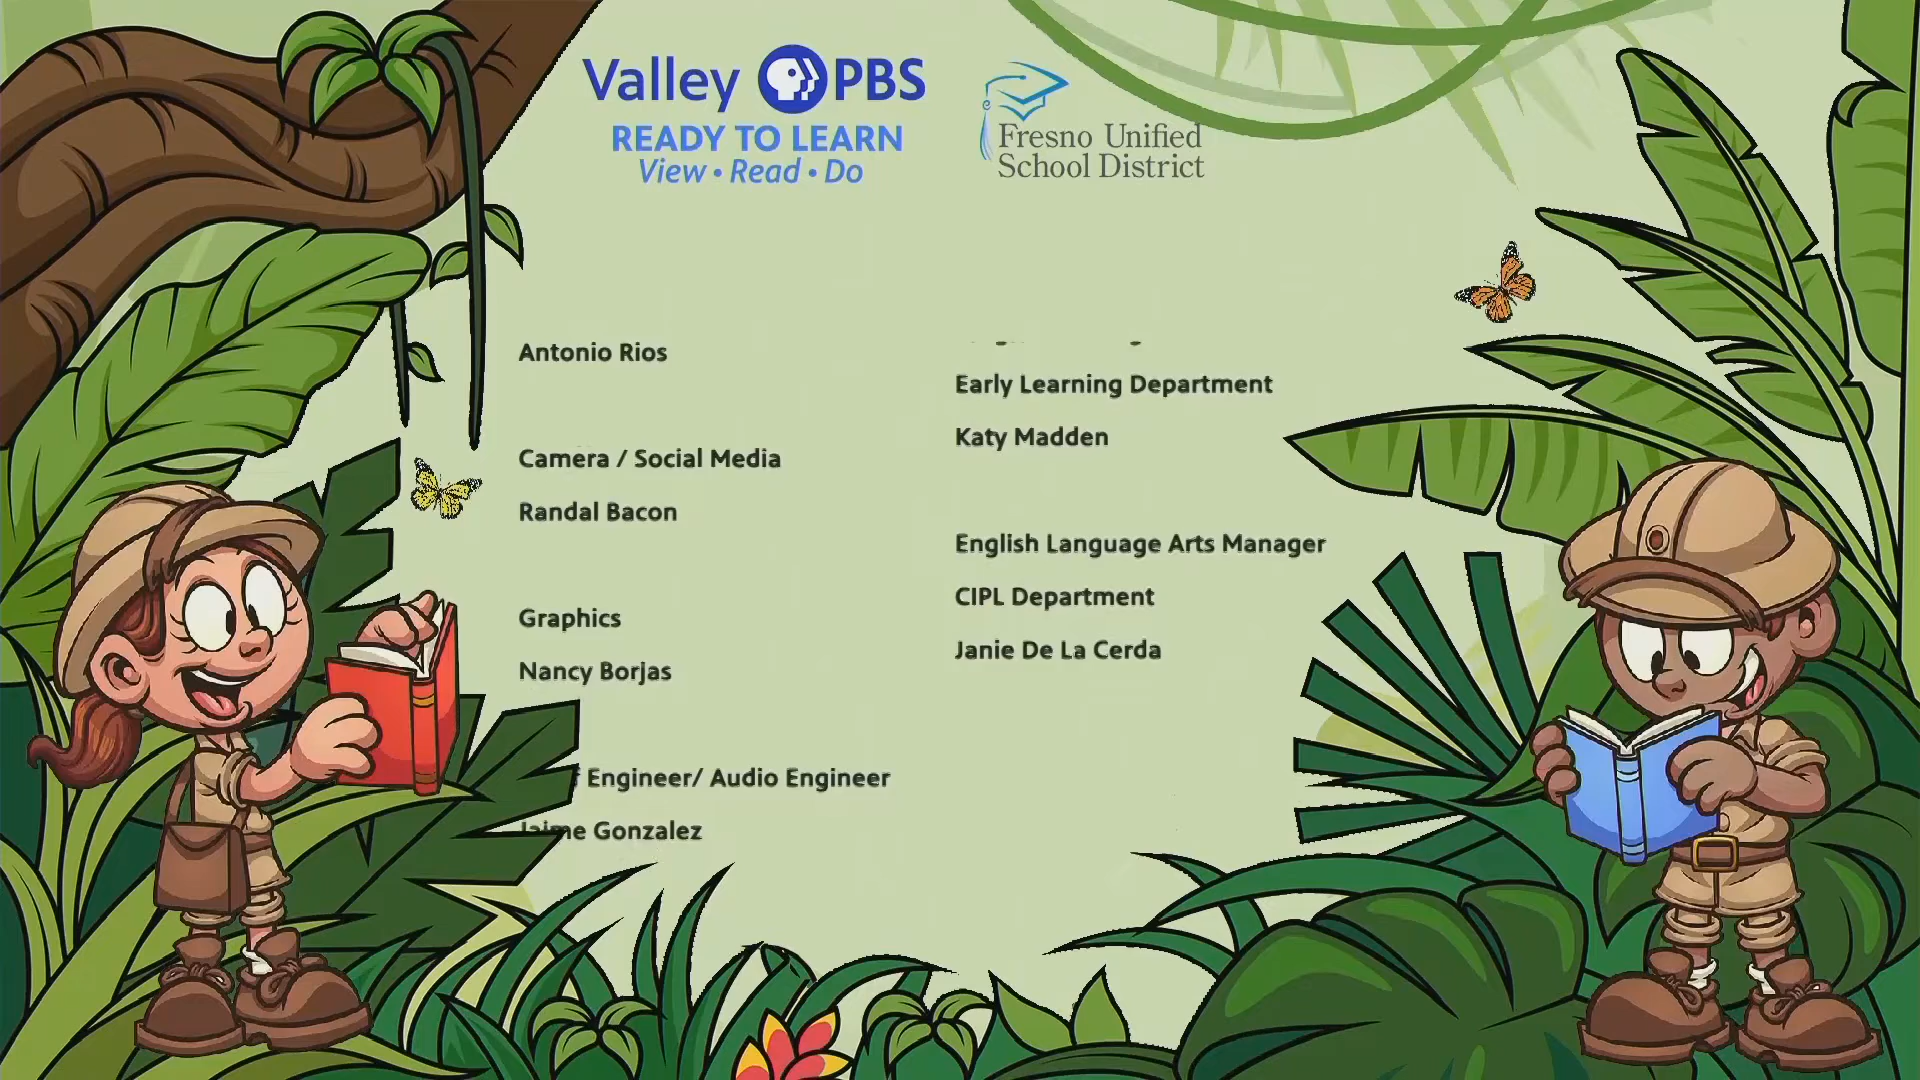 Valley PBS
READY TO LEARN
View • Read • Do
Fresno Unified
School District
Antonio Rios
Camera / Social Media
Randal Bacon
Graphics
Nancy Borjas
Engineer/ Audio Engineer
Jaime Gonzalez
Early Learning Department
Katy Madden
English Language Arts Manager
CIPL Department
Janie De La Cerda